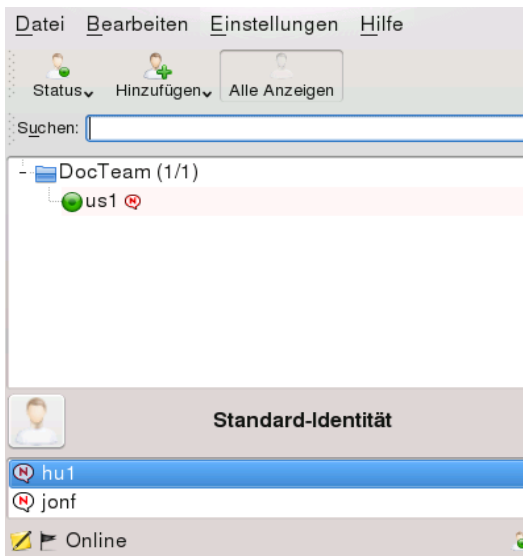 Datei Bearbeiten Einstellungen Hilfe
Status Hinzufügen Alle Anzeigen
Suchen:
DocTeam (1/1)
us1
Standard-Identität
hu1
jonf
Online